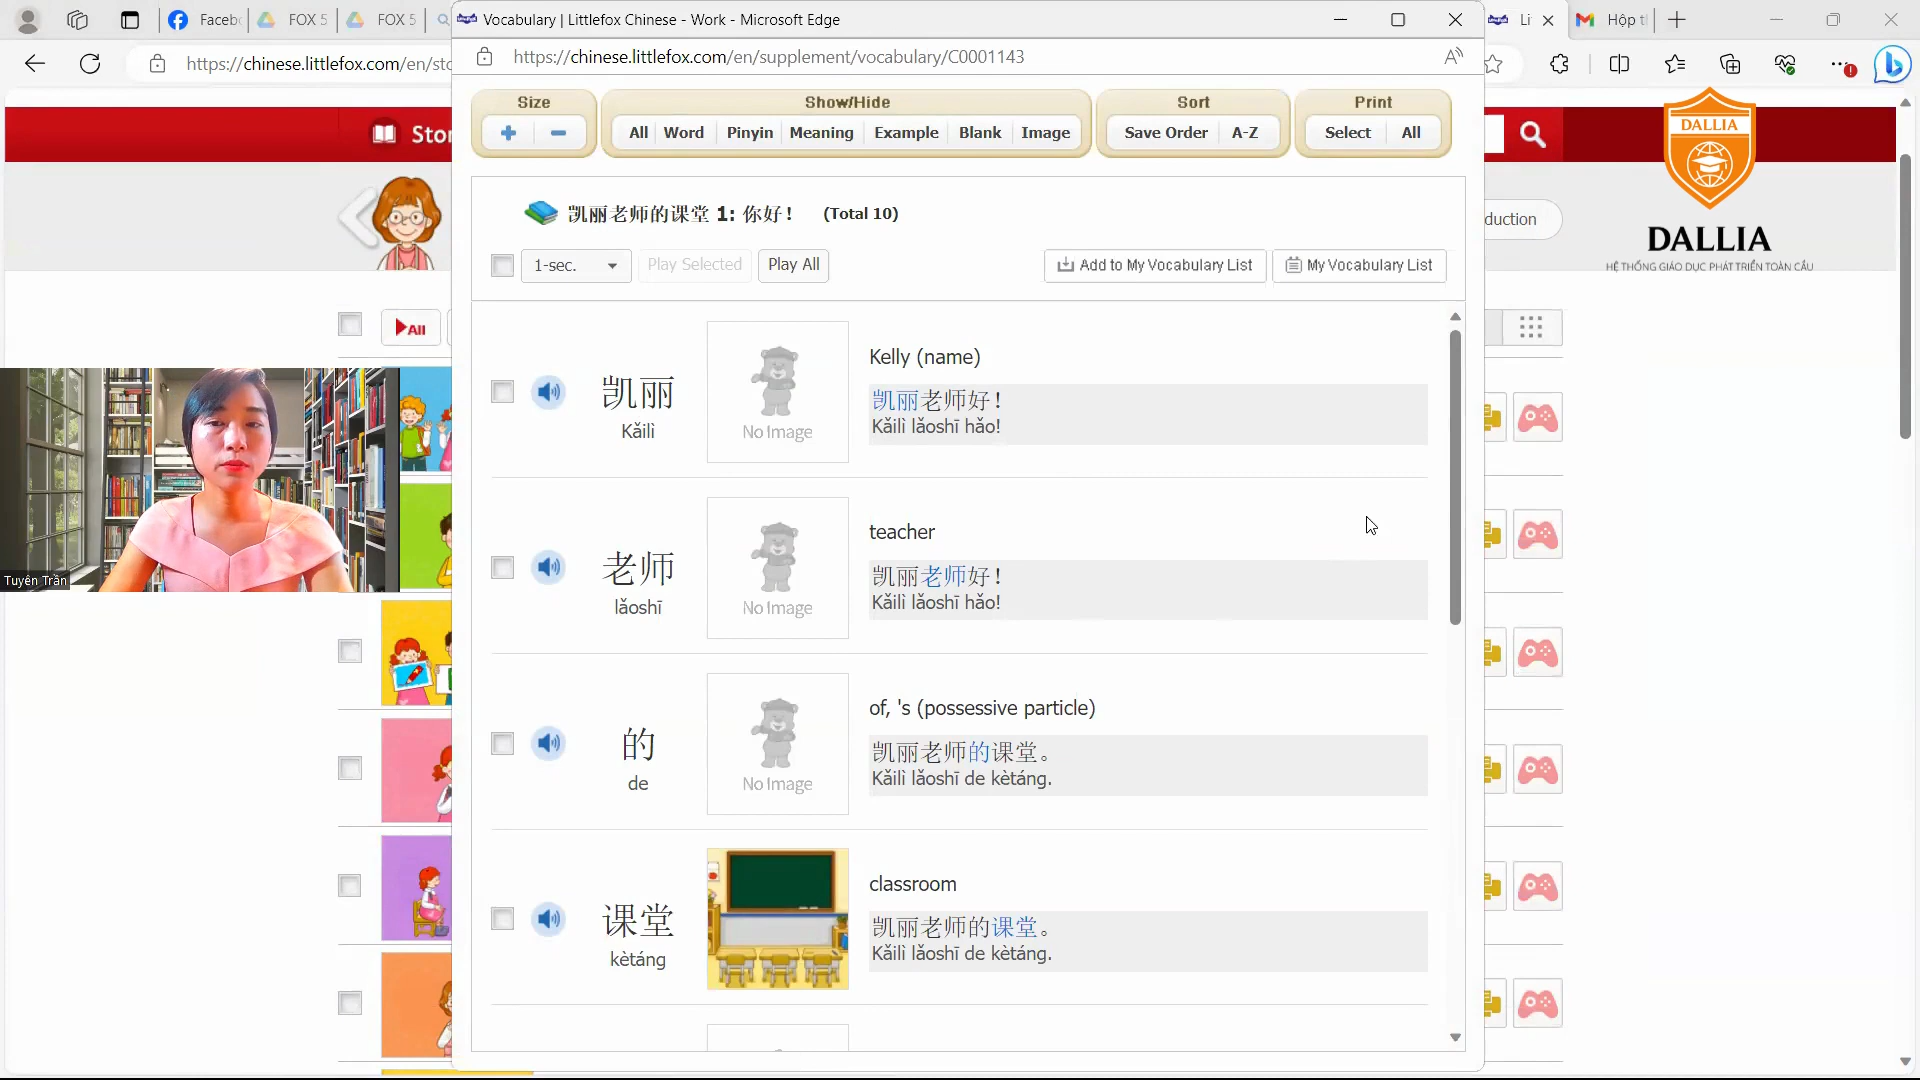 Faceb
FOX 5
FOX 5
Vocabulary | Littlefox Chinese - Work - Microsoft Edge
Li
Hộp t
https://chinese.littlefox.com/en/sto
https://chinese.littlefox.com/en/supplement/vocabulary/C0001143
Size
Show/Hide
Sort
Print
All Word Pinyin Meaning Example Blank Image
Save Order A-Z
Select All
Stor
duction
DALLIA
DALLIA
HỆ THỐNG GIÁO DỤC PHÁT TRIỂN TOÀN CẦU
凯丽老师的课堂 1: 你好! (Total 10)
1-sec.
Play Selected
Play All
Add to My Vocabulary List
My Vocabulary List
All
凯丽
Kǎilì
No Image
Kelly (name)
凯丽老师好!
Kǎilì lǎoshī hǎo!
老师
lǎoshī
No Image
teacher
凯丽老师好!
Kǎilì lǎoshī hǎo!
Tuyên Trần
的
de
No Image
of, 's (possessive particle)
凯丽老师的课堂。
Kǎilì lǎoshī de kètáng.
课堂
kètáng
classroom
凯丽老师的课堂。
Kǎilì lǎoshī de kètáng.